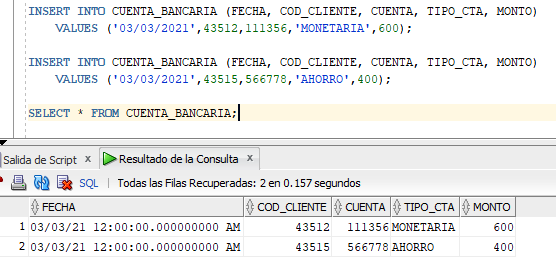 INSERT INTO CUENTA_BANCARIA (FECHA, COD_CLIENTE, CUENTA, TIPO_CTA, MONTO)
VALUES ('03/03/2021',43512,111356,'MONETARIA',600);
INSERT INTO CUENTA_BANCARIA (FECHA, COD_CLIENTE, CUENTA, TIPO_CTA, MONTO)
VALUES ('03/03/2021',43515,566778,'AHORRO',400);
SELECT * FROM CUENTA_BANCARIA;
Salida de Script x Resultado de la Consulta x
SQL | Todas las Filas Recuperadas: 2 en 0.157 segundos
FECHA COD_CLIENTE CUENTA TIPO_CTA MONTO
1 03/03/21 12:00:00.000000000 AM 43512 111356 MONETARIA 600
2 03/03/21 12:00:00.000000000 AM 43515 566778 AHORRO 400